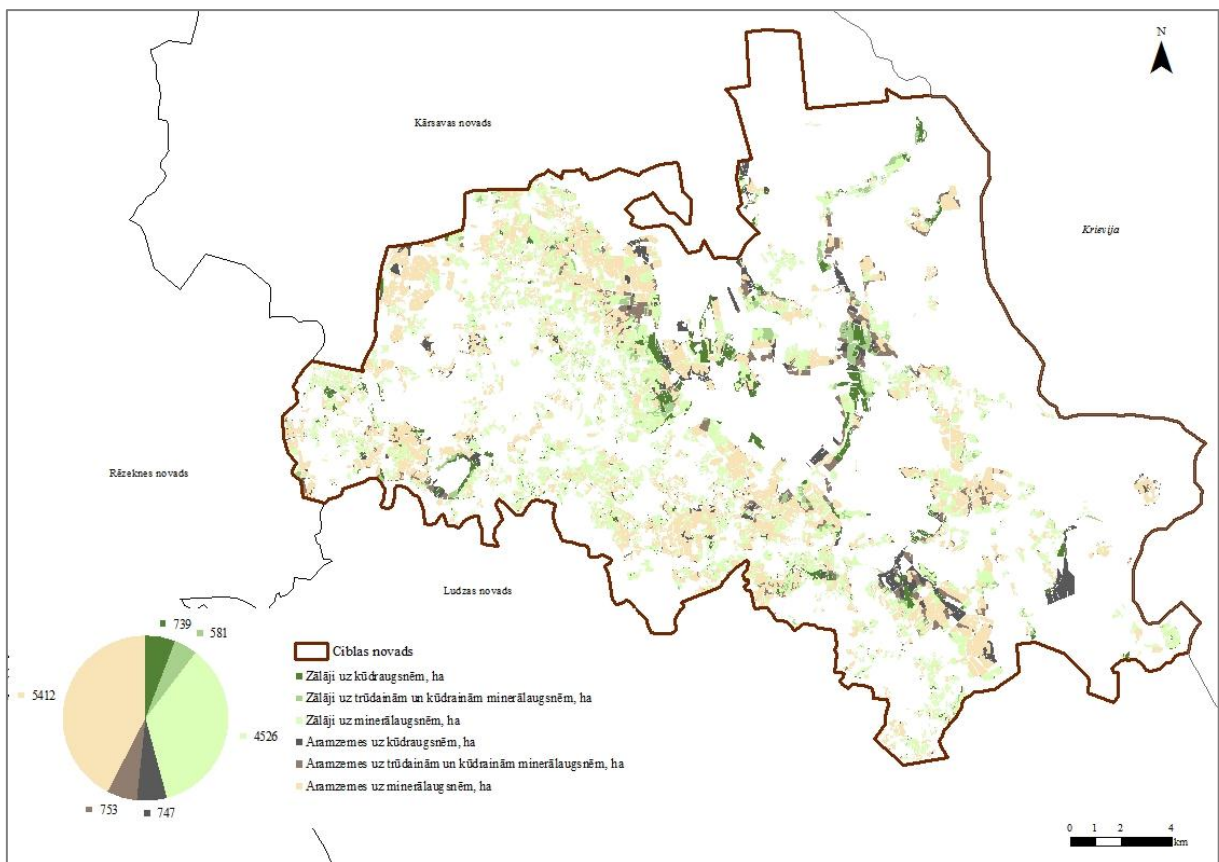 N
Kārsavas novads
Krievija
Rēzeknes novads
Ludzas novads
739
581
5412
4526
753
747
Ciblas novads
Zālāji uz kūdraugsnēm, ha
Zālāji uz trūdainām un kūdrainām minerālaugsnēm, ha
Zālāji uz minerālaugsnēm, ha
Aramzemes uz kūdraugsnēm, ha
Aramzemes uz trūdainām un kūdrainām minerālaugsnēm, ha
Aramzemes uz minerālaugsnēm, ha
0 1 2 4
km